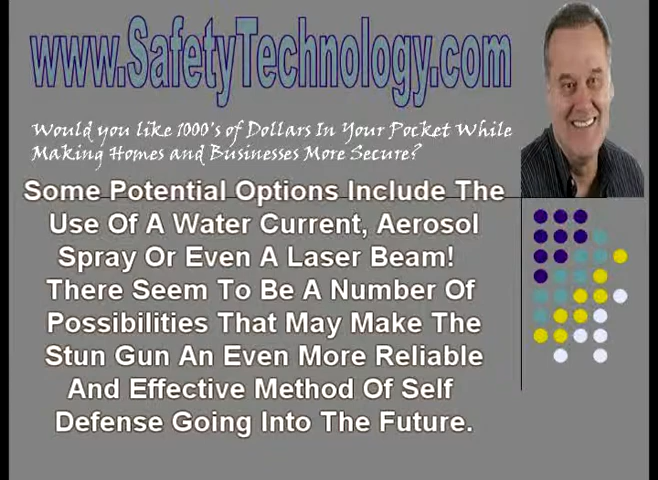 www.SafetyTechnology.com
Would you like 1000's of Dollars In Your Pocket While
Making Homes and Businesses More Secure?
Some Potential Options Include The
Use Of A Water Current, Aerosol
Spray Or Even A Laser Beam!
There Seem To Be A Number Of
Possibilities That May Make The
Stun Gun An Even More Reliable
And Effective Method Of Self
Defense Going Into The Future.